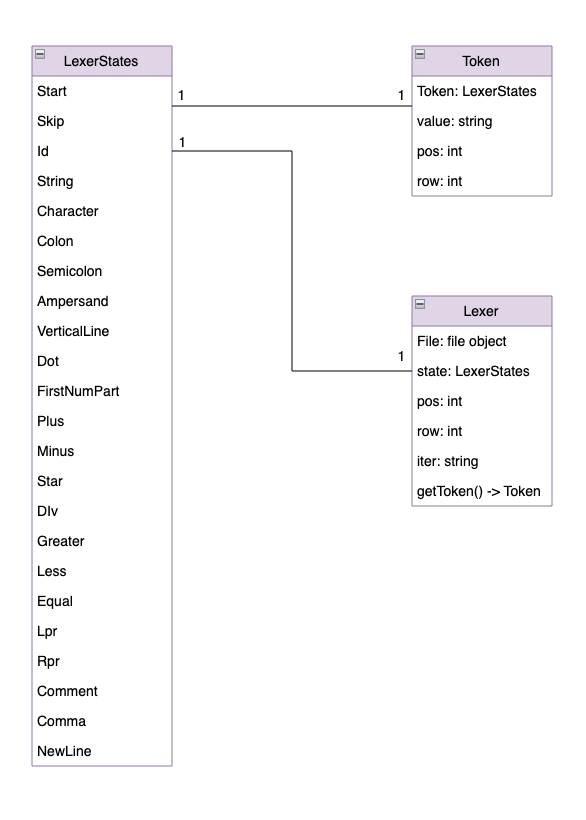 LexerStates
Start
Skip
Id
String
Character
Colon
Semicolon
Ampersand
VerticalLine
Dot
FirstNumPart
Plus
Minus
Star
DIv
Greater
Less
Equal
Lpr
Rpr
Comment
Comma
NewLine
1
1
1
1
Token
Token: LexerStates
value: string
pos: int
row: int
Lexer
File: file object
state: LexerStates
pos: int
row: int
iter: string
getToken() -> Token